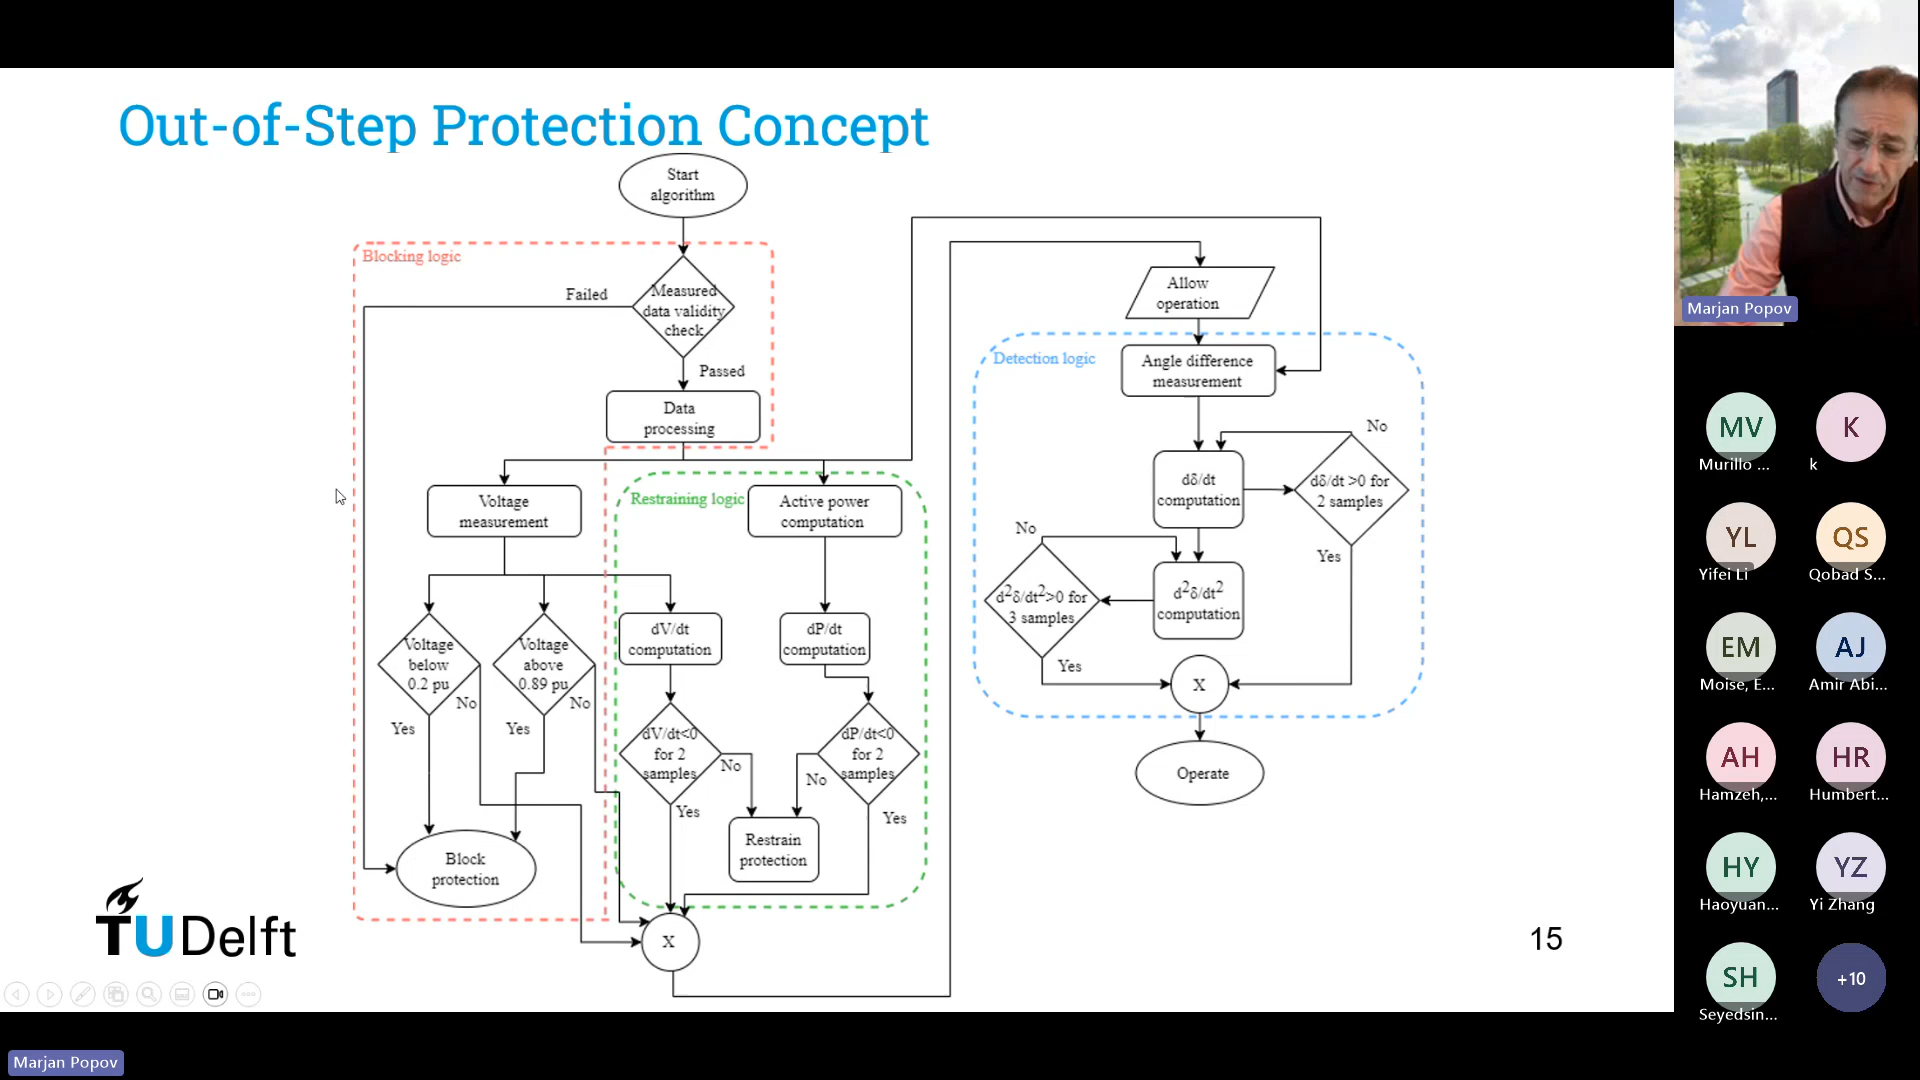 Out-of-Step Protection Concept
Start
algorithm
Blocking logic
Failed
Measured
data validity
check
Passed
Data
processing
Voltage
measurement
Restraining logic
Active power
computation
Voltage
below
0.2 pu
No
Yes
Voltage
above
0.89 pu
No
Yes
dV/dt
computation
dP/dt
computation
dV/dt<0
for 2
samples
No
Yes
dP/dt<0
for 2
samples
No
Yes
Restrain
protection
Block
protection
X
Allow
operation
Detection logic
Angle difference
measurement
No
dδ/dt
computation
dδ/dt >0 for
2 samples
Yes
No
d²δ/dt²>0 for
3 samples
d²δ/dt²
computation
Yes
X
Operate
TUDelft
15
Marjan Popov
Marjan Popov
MV
Murillo ...
K
k
YL
Yifei Li
QS
Qobad S...
EM
Moise, E...
AJ
Amir Abi...
AH
Hamzeh,...
HR
Humbert...
HY
Haoyuan...
YZ
Yi Zhang
SH
Seyedsin...
+10